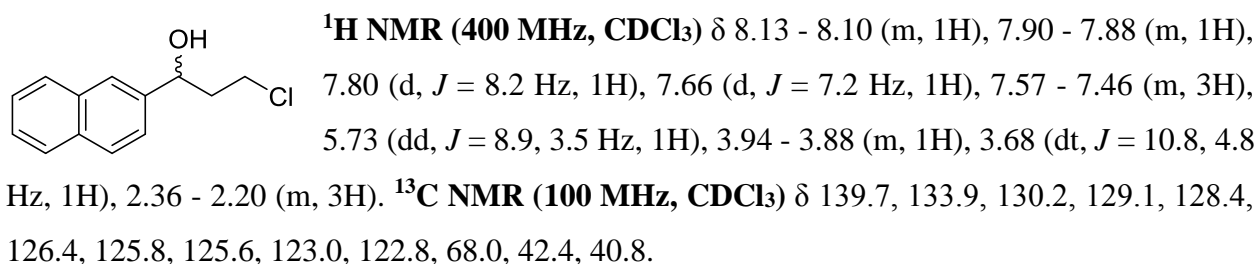 OH
Cl
¹H NMR (400 MHz, CDCl₃) δ 8.13 - 8.10 (m, 1H), 7.90 - 7.88 (m, 1H),
7.80 (d, J = 8.2 Hz, 1H), 7.66 (d, J = 7.2 Hz, 1H), 7.57 - 7.46 (m, 3H),
5.73 (dd, J = 8.9, 3.5 Hz, 1H), 3.94 - 3.88 (m, 1H), 3.68 (dt, J = 10.8, 4.8
Hz, 1H), 2.36 - 2.20 (m, 3H). ¹³C NMR (100 MHz, CDCl₃) δ 139.7, 133.9, 130.2, 129.1, 128.4,
126.4, 125.8, 125.6, 123.0, 122.8, 68.0, 42.4, 40.8.